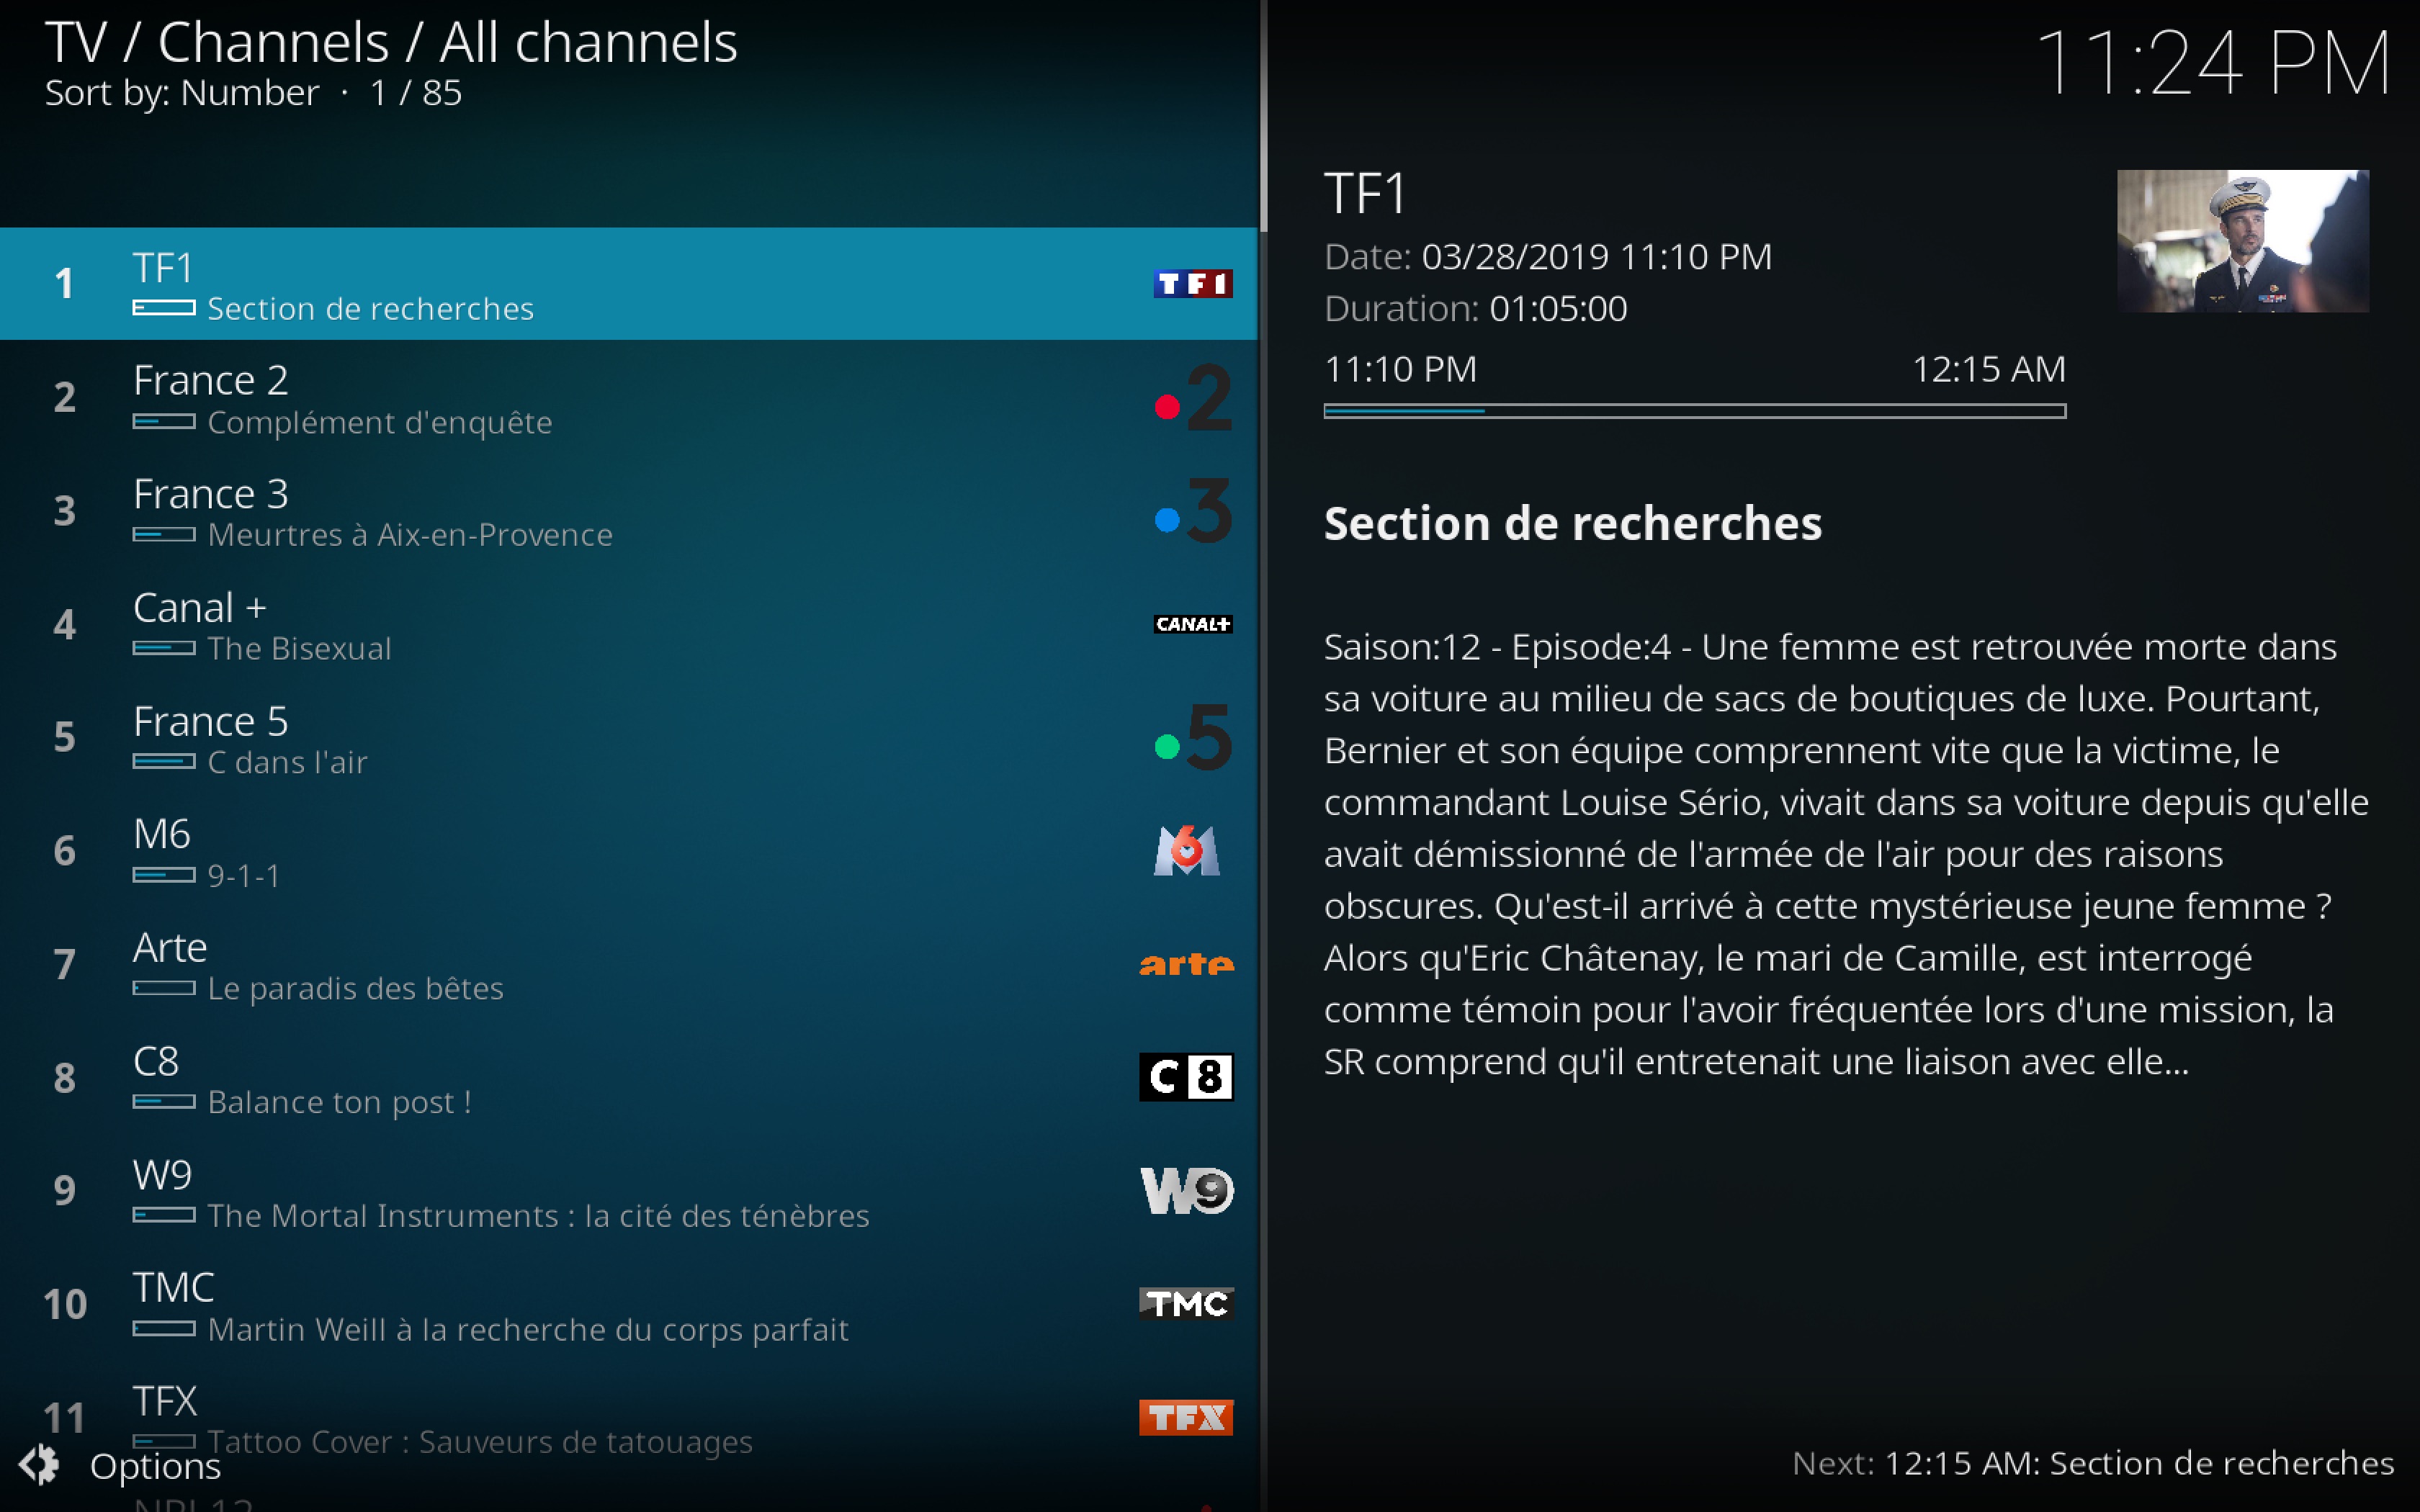 TV / Channels / All channels
Sort by: Number · 1 / 85
11:24 PM
1
TF1
Section de recherches
TF1
2
France 2
Complément d'enquête
2
3
France 3
Meurtres à Aix-en-Provence
3
4
Canal +
The Bisexual
CANAL+
5
France 5
C dans l'air
5
6
M6
9-1-1
M6
7
Arte
Le paradis des bêtes
arte
8
C8
Balance ton post !
C8
9
W9
The Mortal Instruments : la cité des ténèbres
W9
10
TMC
Martin Weill à la recherche du corps parfait
TMC
11
TFX
Tattoo Cover : Sauveurs de tatouages
TFX
Options
TF1
Date: 03/28/2019 11:10 PM
Duration: 01:05:00
11:10 PM 12:15 AM
Section de recherches
Saison:12 - Episode:4 - Une femme est retrouvée morte dans
sa voiture au milieu de sacs de boutiques de luxe. Pourtant,
Bernier et son équipe comprennent vite que la victime, le
commandant Louise Sério, vivait dans sa voiture depuis qu'elle
avait démissionné de l'armée de l'air pour des raisons
obscures. Qu'est-il arrivé à cette mystérieuse jeune femme ?
Alors qu'Eric Châtenay, le mari de Camille, est interrogé
comme témoin pour l'avoir fréquentée lors d'une mission, la
SR comprend qu'il entretenait une liaison avec elle...
Next: 12:15 AM: Section de recherches